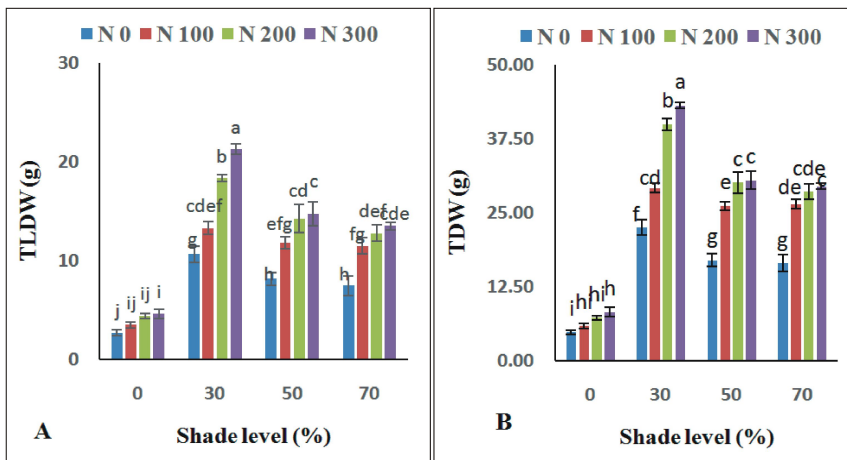 N 0 N 100 N 200 N 300
30
20
10
0
TLDW (g)
j ij ij i
g cdef b a
h efg cd c
h fg def cde
0 30 50 70
Shade level (%)
A
N 0 N 100 N 200 N 300
50.00
37.50
25.00
12.50
0.00
TDW (g)
i hi hi h
f cd b a
g e c c
g de cde c
0 30 50 70
Shade level (%)
B